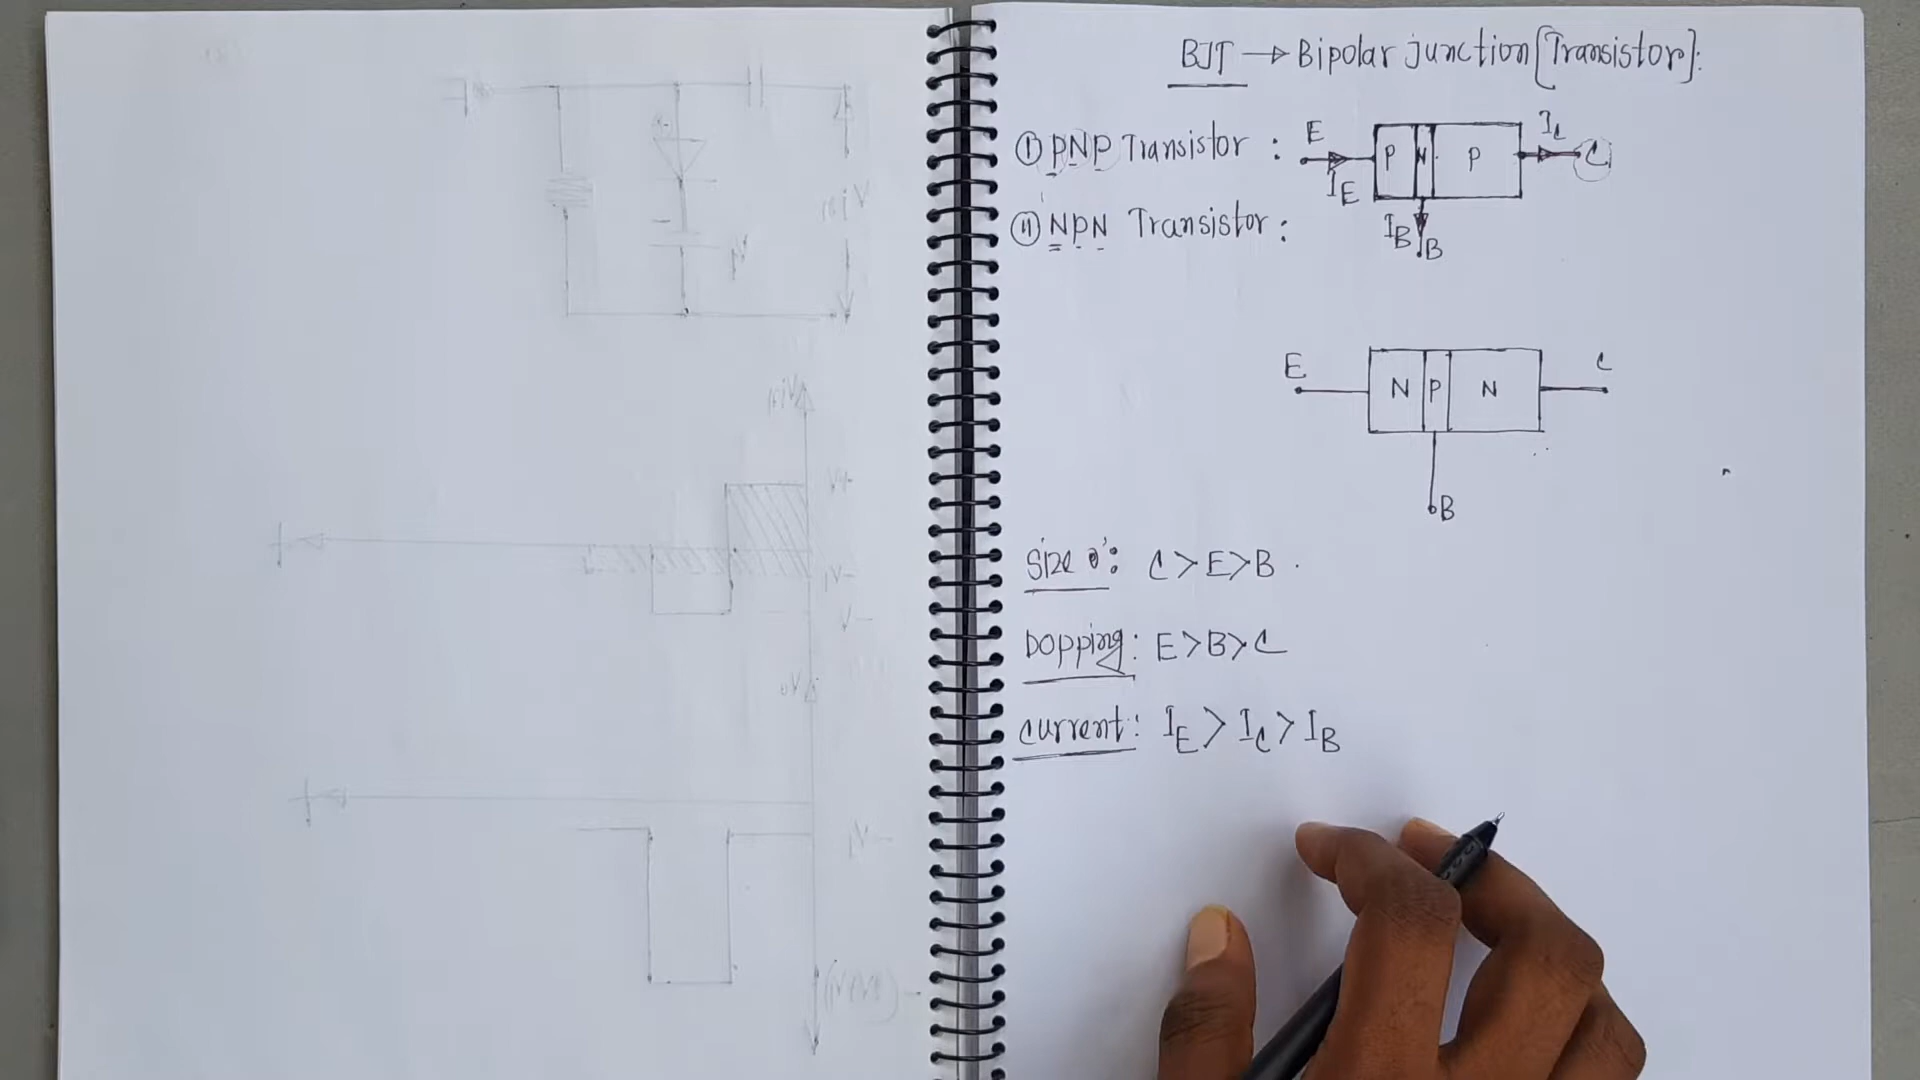 BJT → Bipolar junction [Transistor]:
① PNP Transistor :
E
I_E
P N P
I_C
C
I_B
B
② NPN Transistor :
E
N P N
C
B
Size : C > E > B .
Dopping : E > B > C
current : I_E > I_C > I_B